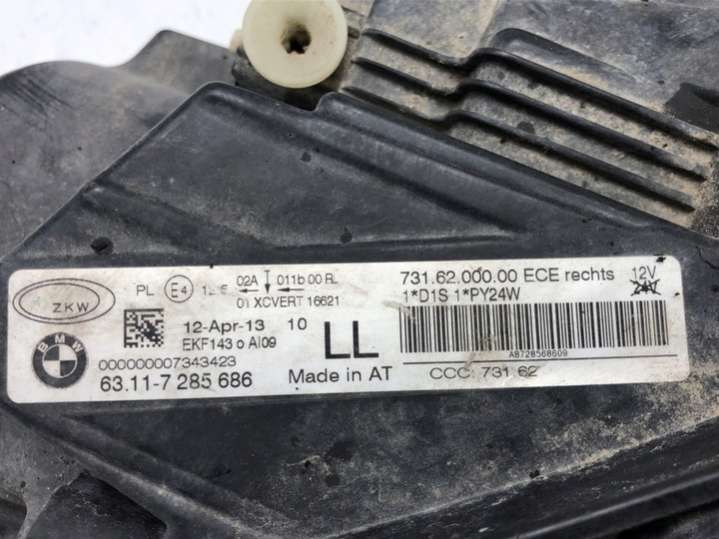 ZKW
PL E4 02A 011b 00 RL
01 XCVERT 16621
12-Apr-13 10
EKF143 o AI09
000000007343423
63.11-7 285 686
BMW
LL
Made in AT
731.62.000.00 ECE rechts 12V
24V
1*D1S 1*PY24W
AB728568609
CCC: 731.62